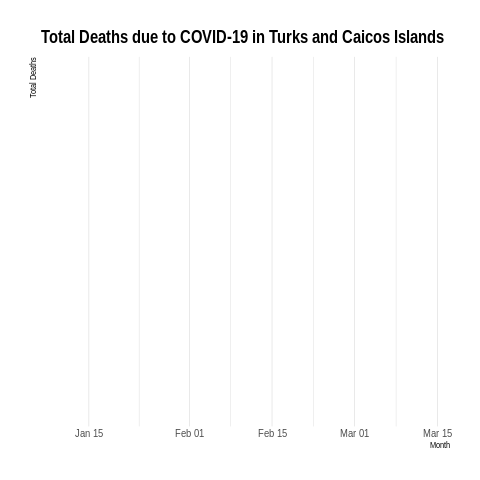 Total Deaths due to COVID-19 in Turks and Caicos Islands
Total Deaths
Jan 15
Feb 01
Feb 15
Mar 01
Mar 15
Month